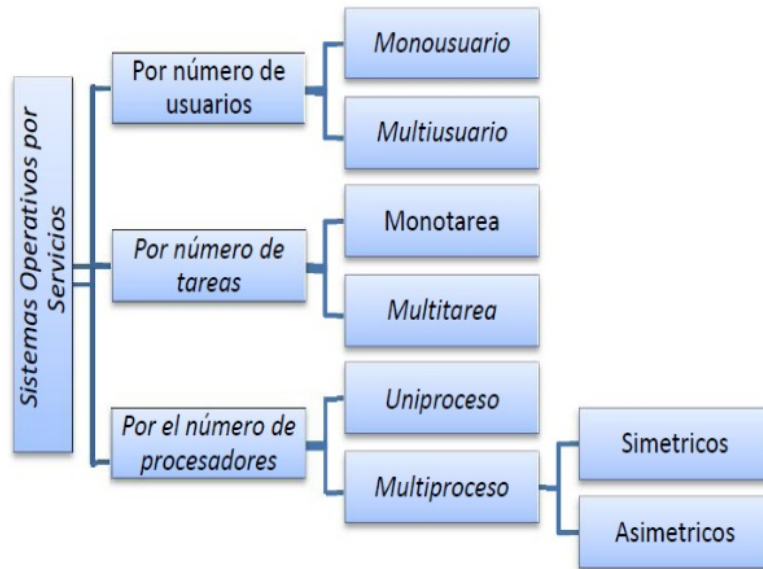 Sistemas Operativos por
Servicios
Por número de
usuarios
Monousuario
Multiusuario
Por número de
tareas
Monotarea
Multitarea
Por el número de
procesadores
Uniproceso
Multiproceso
Simetricos
Asimetricos